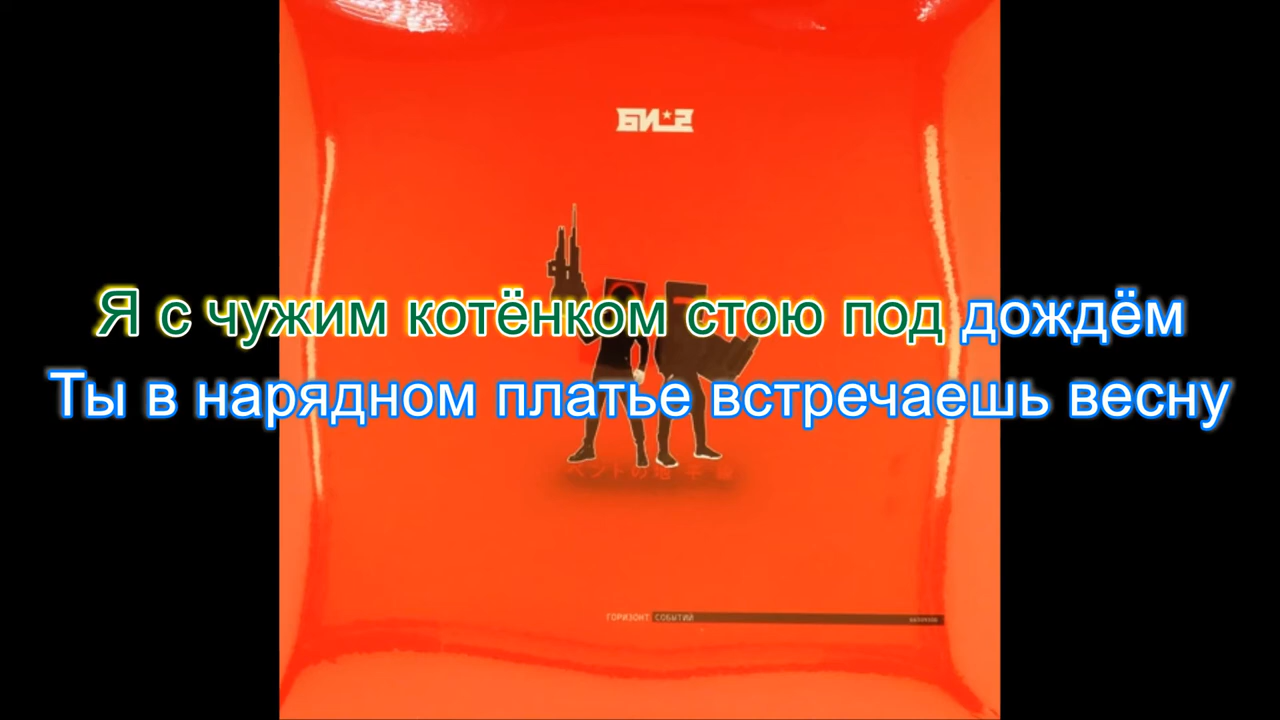 БИ★2
Я с чужим котёнком стою под дождём
Ты в нарядном платье встречаешь весну
ГОРИЗОНТ СОБЫТИЙ